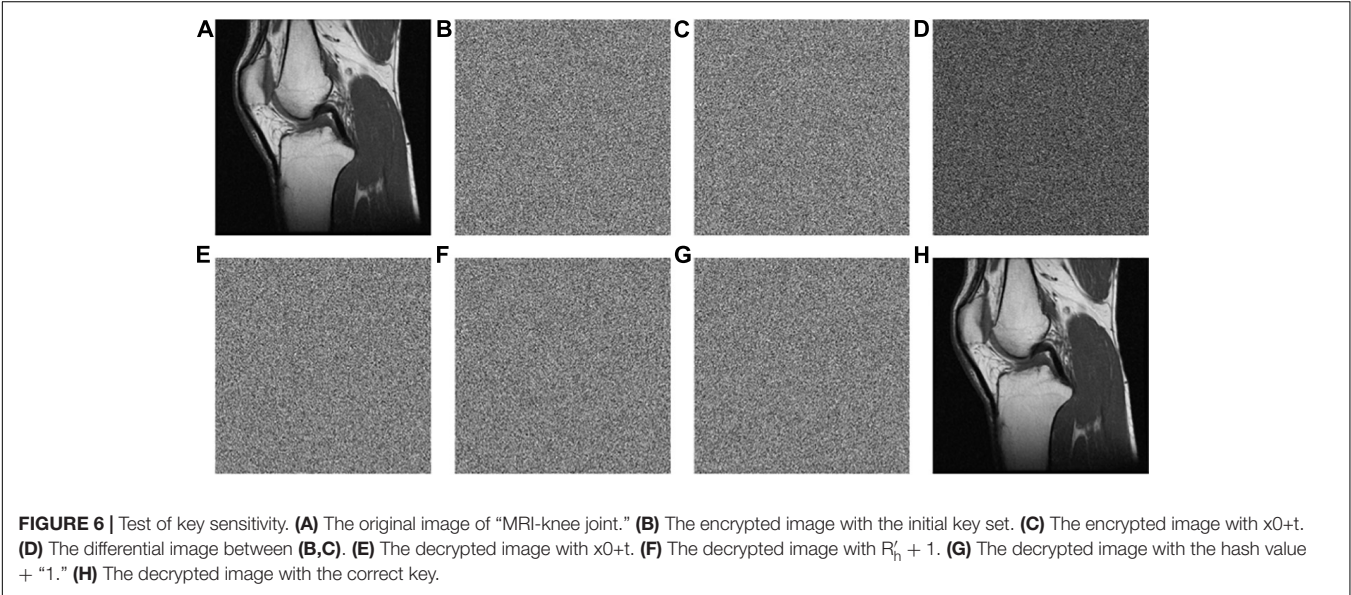 A B C D
E F G H
FIGURE 6 | Test of key sensitivity. (A) The original image of “MRI-knee joint.” (B) The encrypted image with the initial key set. (C) The encrypted image with x0+t.
(D) The differential image between (B,C). (E) The decrypted image with x0+t. (F) The decrypted image with R′h + 1. (G) The decrypted image with the hash value
+ “1.” (H) The decrypted image with the correct key.